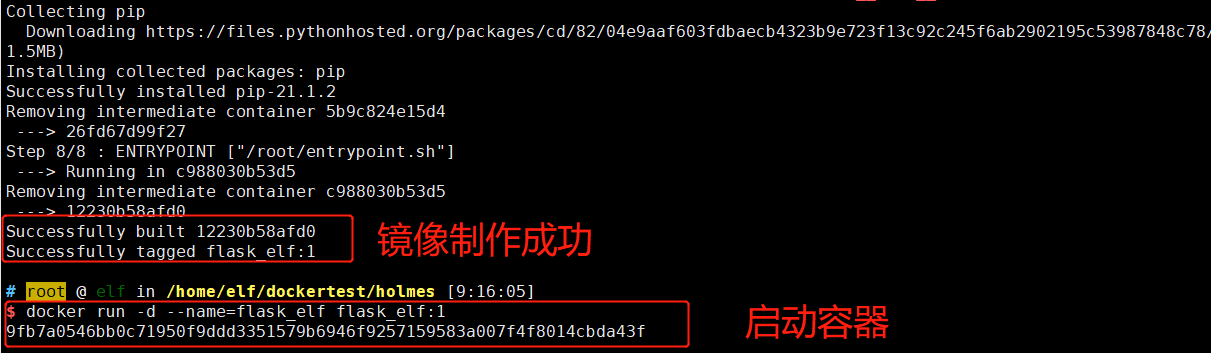 Collecting pip
  Downloading https://files.pythonhosted.org/packages/cd/82/04e9aaf603fdbaecb4323b9e723f13c92c245f6ab2902195c53987848c78/
1.5MB)
Installing collected packages: pip
Successfully installed pip-21.1.2
Removing intermediate container 5b9c824e15d4
 ---> 26fd67d99f27
Step 8/8 : ENTRYPOINT ["/root/entrypoint.sh"]
 ---> Running in c988030b53d5
Removing intermediate container c988030b53d5
 ---> 12230b58afd0
Successfully built 12230b58afd0
Successfully tagged flask_elf:1
镜像制作成功
# root @ elf in /home/elf/dockertest/holmes [9:16:05]
$ docker run -d --name=flask_elf flask_elf:1
9fb7a0546bb0c71950f9ddd3351579b6946f9257159583a007f4f8014cbda43f
启动容器